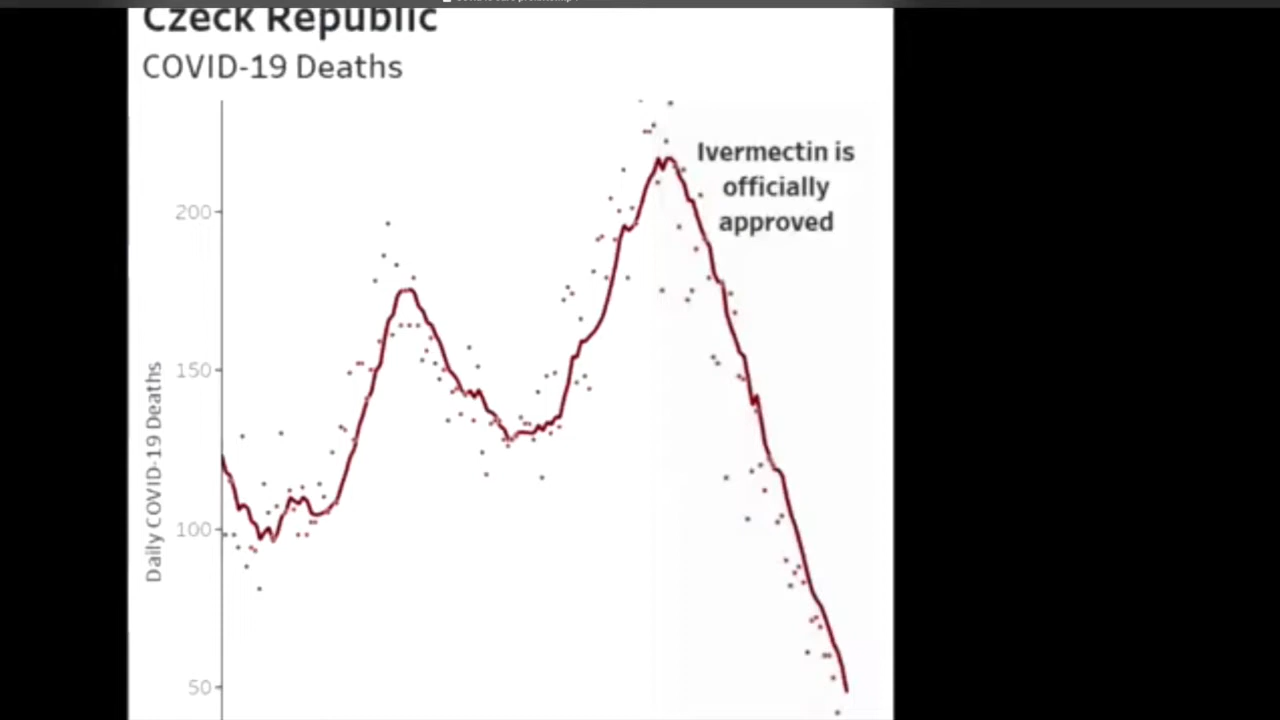 Czeck Republic
COVID-19 Deaths
Ivermectin is
officially
approved
200
150
100
50
Daily COVID-19 Deaths